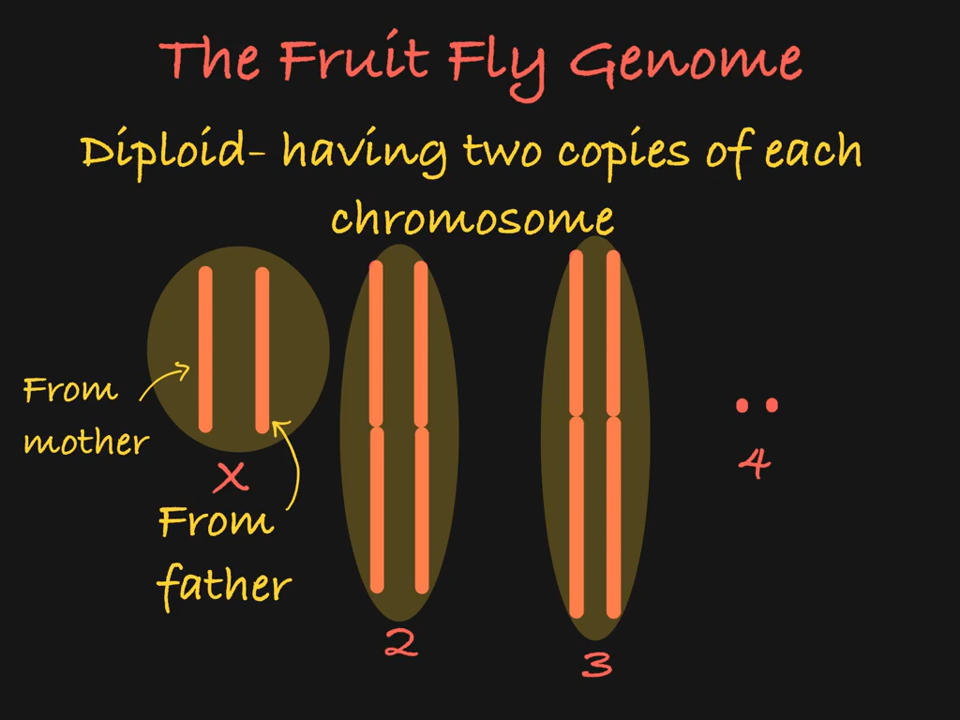 The Fruit Fly Genome
Diploid- having two copies of each
chromosome
From
mother
X
From
father
2
3
4